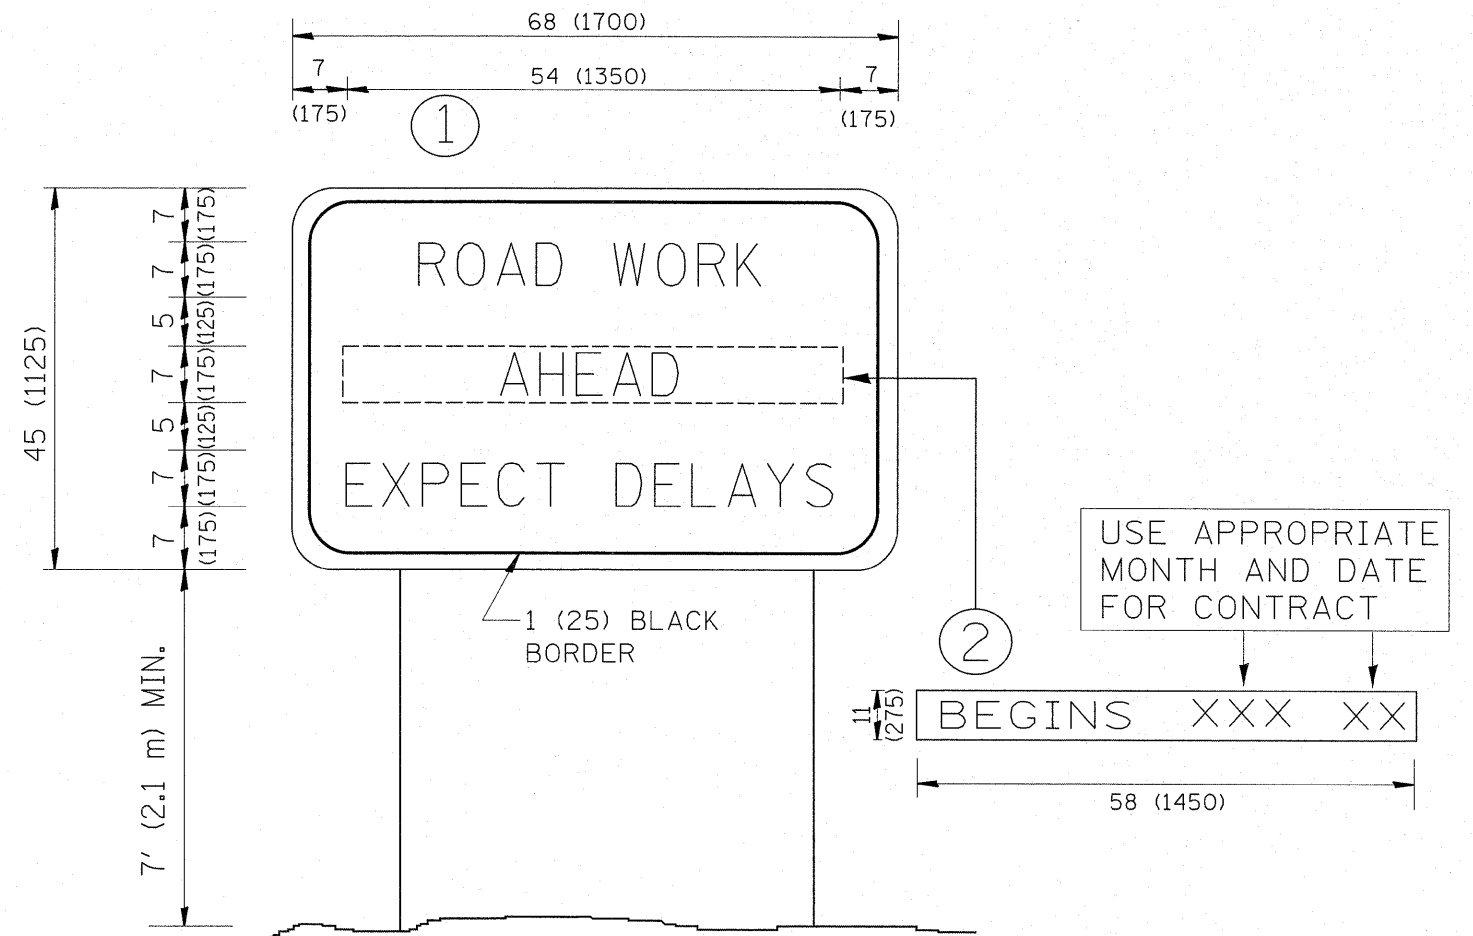 68 (1700)
7
54 (1350)
7
(175)
(175)
1
7
(175)
7
(175)
5
(125)
7
(175)
5
(125)
7
(175)
7
(175)
45 (1125)
ROAD WORK
AHEAD
EXPECT DELAYS
1 (25) BLACK
BORDER
7' (2.1 m) MIN.
2
USE APPROPRIATE
MONTH AND DATE
FOR CONTRACT
11
(275)
BEGINS XXX XX
58 (1450)